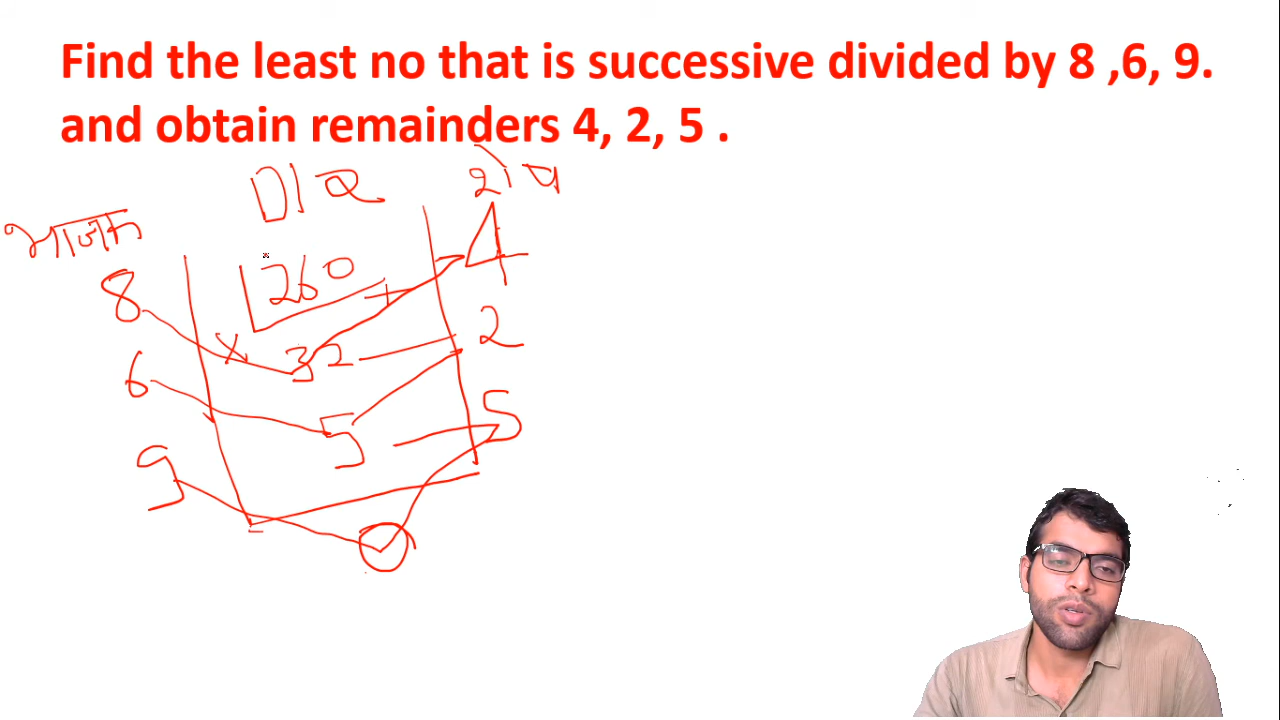 Find the least no that is successive divided by 8 ,6, 9.
and obtain remainders 4, 2, 5 .
शेष
भाजक
260
8
4
× 32
+
2
6
5
5
9